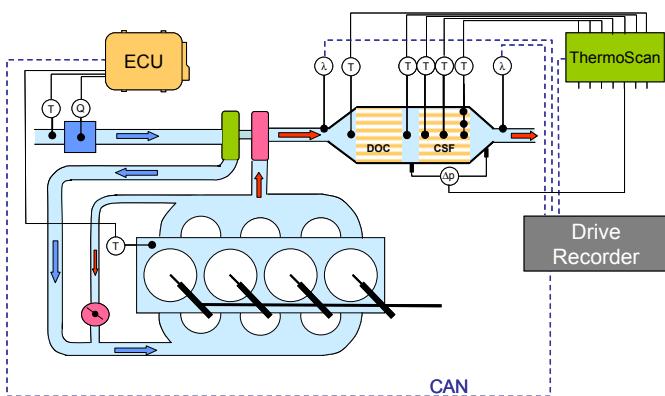 ECU
ThermoScan
λ T T T T T λ
T Q
DOC CSF
Δp
Drive
Recorder
T
CAN